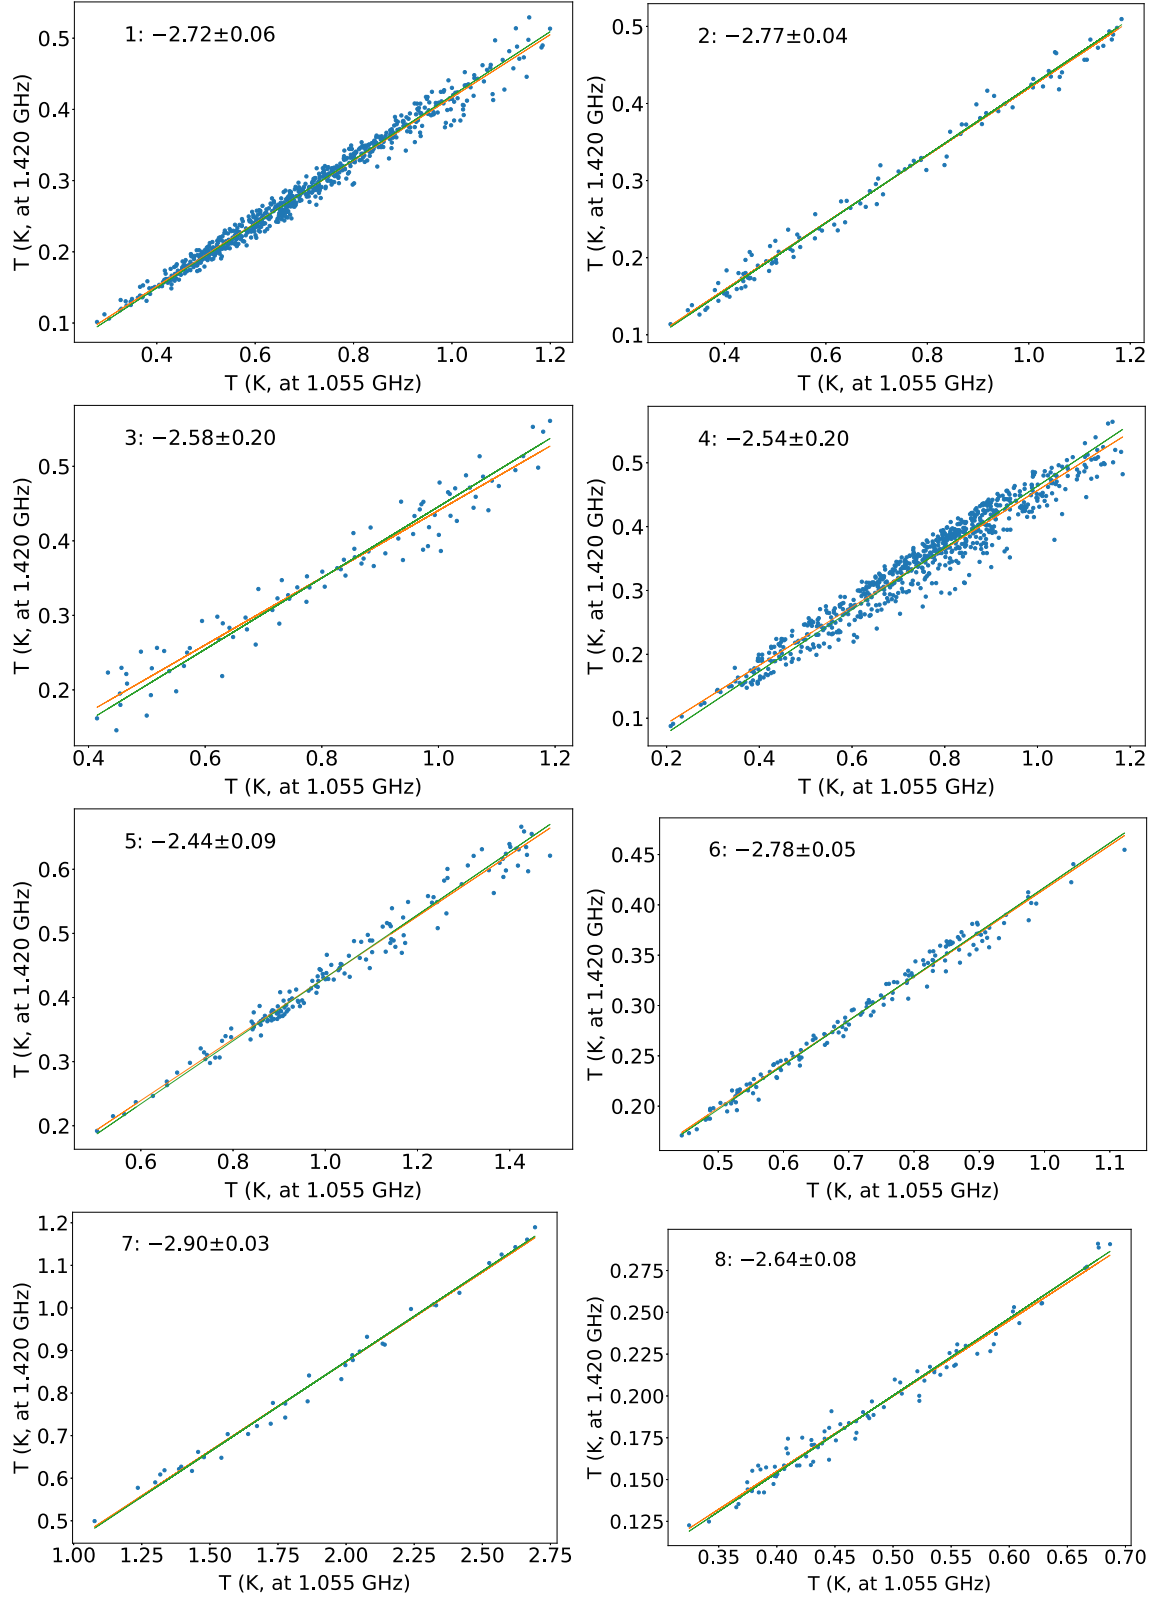 1: −2.72±0.06
0.5
0.4
0.3
0.2
0.1
T (K, at 1.420 GHz)
0.4 0.6 0.8 1.0 1.2
T (K, at 1.055 GHz)
2: −2.77±0.04
0.5
0.4
0.3
0.2
0.1
T (K, at 1.420 GHz)
0.4 0.6 0.8 1.0 1.2
T (K, at 1.055 GHz)
3: −2.58±0.20
0.5
0.4
0.3
0.2
T (K, at 1.420 GHz)
0.4 0.6 0.8 1.0 1.2
T (K, at 1.055 GHz)
4: −2.54±0.20
0.5
0.4
0.3
0.2
0.1
T (K, at 1.420 GHz)
0.2 0.4 0.6 0.8 1.0 1.2
T (K, at 1.055 GHz)
5: −2.44±0.09
0.6
0.5
0.4
0.3
0.2
T (K, at 1.420 GHz)
0.6 0.8 1.0 1.2 1.4
T (K, at 1.055 GHz)
6: −2.78±0.05
0.45
0.40
0.35
0.30
0.25
0.20
T (K, at 1.420 GHz)
0.5 0.6 0.7 0.8 0.9 1.0 1.1
T (K, at 1.055 GHz)
7: −2.90±0.03
1.2
1.1
1.0
0.9
0.8
0.7
0.6
0.5
T (K, at 1.420 GHz)
1.00 1.25 1.50 1.75 2.00 2.25 2.50 2.75
T (K, at 1.055 GHz)
8: −2.64±0.08
0.275
0.250
0.225
0.200
0.175
0.150
0.125
T (K, at 1.420 GHz)
0.35 0.40 0.45 0.50 0.55 0.60 0.65 0.70
T (K, at 1.055 GHz)